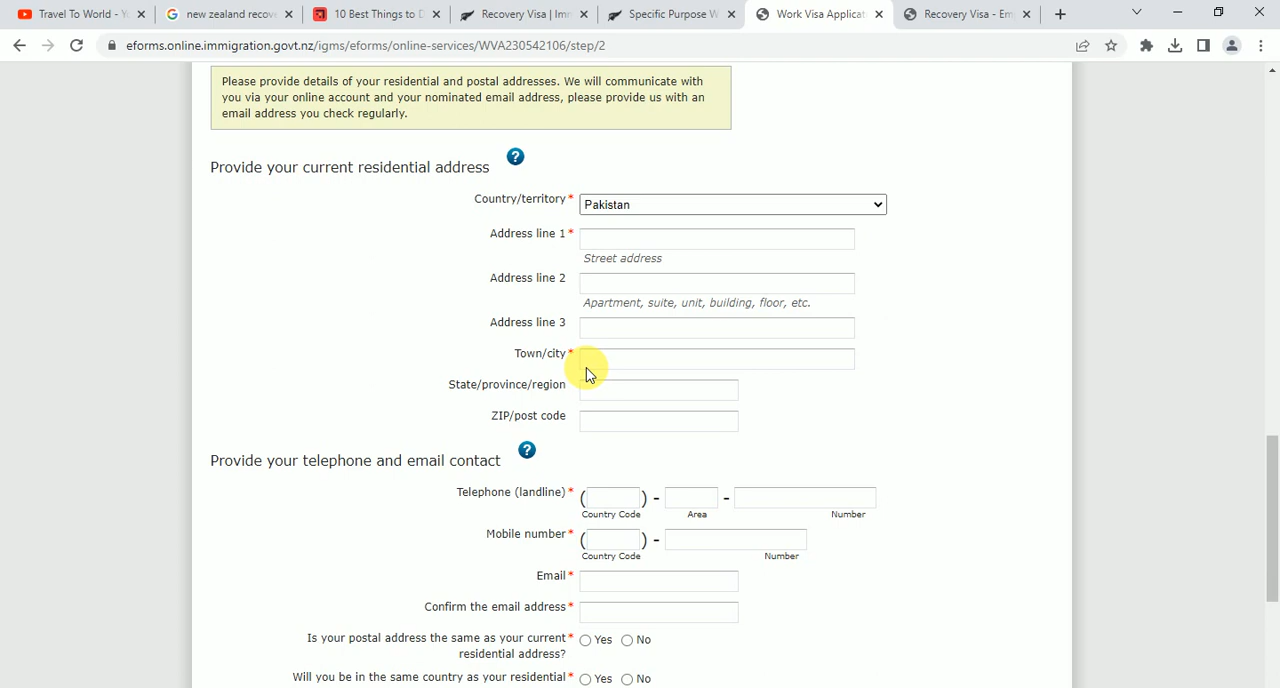 Travel To World - Y
new zealand recov
10 Best Things to D
Recovery Visa | Im
Specific Purpose W
Work Visa Applicat
Recovery Visa - Em
eforms.online.immigration.govt.nz/igms/eforms/online-services/WVA230542106/step/2
Please provide details of your residential and postal addresses. We will communicate with
you via your online account and your nominated email address, please provide us with an
email address you check regularly.
Provide your current residential address ?
Country/territory * Pakistan
Address line 1 *
Street address
Address line 2
Apartment, suite, unit, building, floor, etc.
Address line 3
Town/city *
State/province/region
ZIP/post code
Provide your telephone and email contact ?
Telephone (landline) * ( ) - -
Country Code Area Number
Mobile number * ( ) -
Country Code Number
Email *
Confirm the email address *
Is your postal address the same as your current * Yes No
residential address?
Will you be in the same country as your residential * Yes No